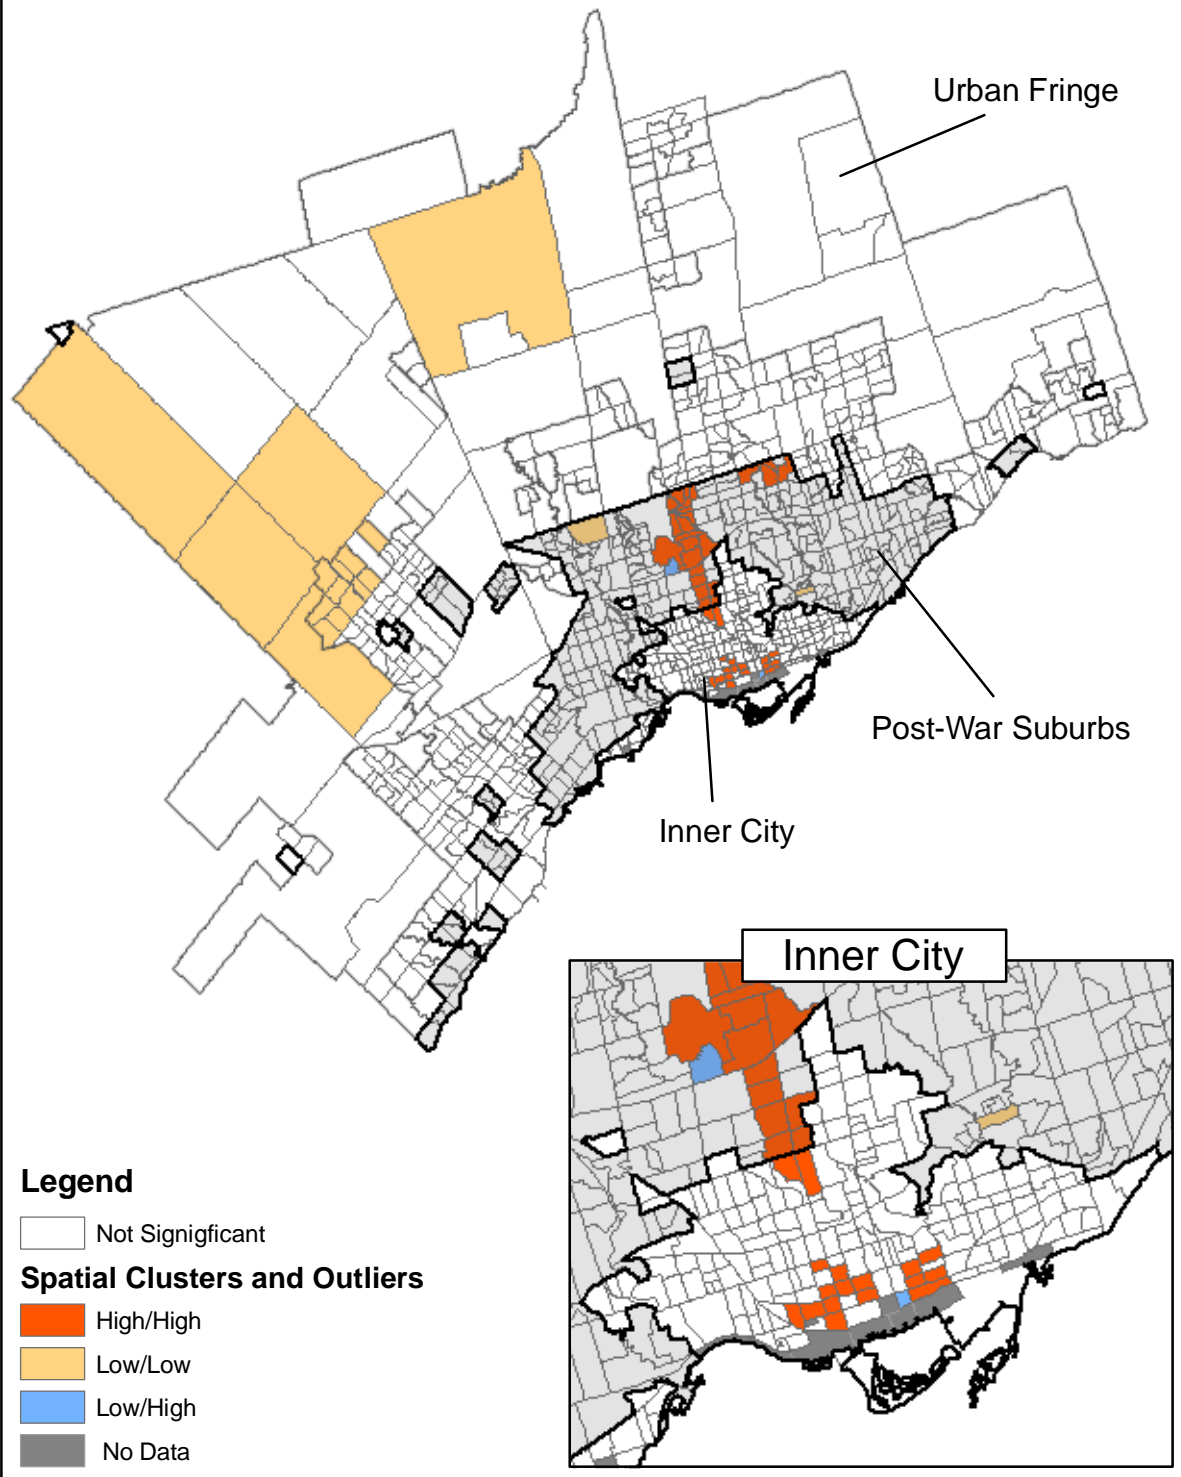 Urban Fringe
Post-War Suburbs
Inner City
Inner City
Legend
Not Signigficant
Spatial Clusters and Outliers
High/High
Low/Low
Low/High
No Data